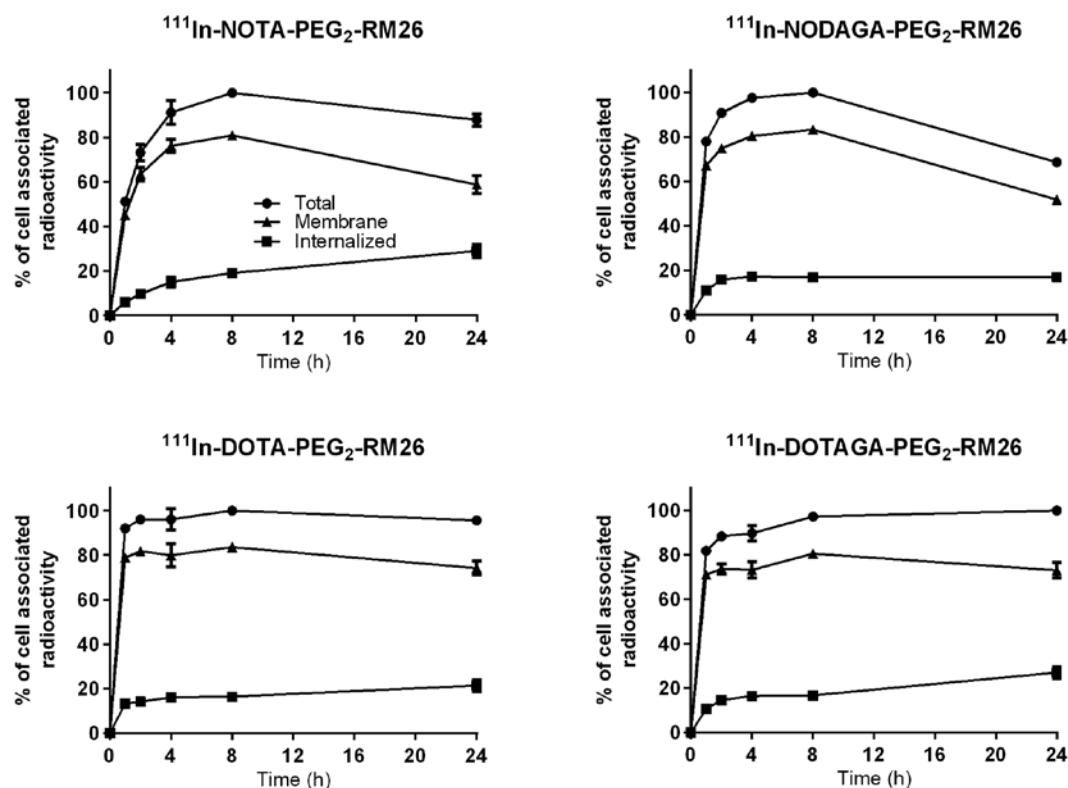 ¹¹¹In-NOTA-PEG₂-RM26
% of cell associated
radioactivity
100
80
60
40
20
0
Total
Membrane
Internalized
0 4 8 12 16 20 24
Time (h)
¹¹¹In-NODAGA-PEG₂-RM26
% of cell associated
radioactivity
100
80
60
40
20
0
0 4 8 12 16 20 24
Time (h)
¹¹¹In-DOTA-PEG₂-RM26
% of cell associated
radioactivity
100
80
60
40
20
0
0 4 8 12 16 20 24
Time (h)
¹¹¹In-DOTAGA-PEG₂-RM26
% of cell associated
radioactivity
100
80
60
40
20
0
0 4 8 12 16 20 24
Time (h)